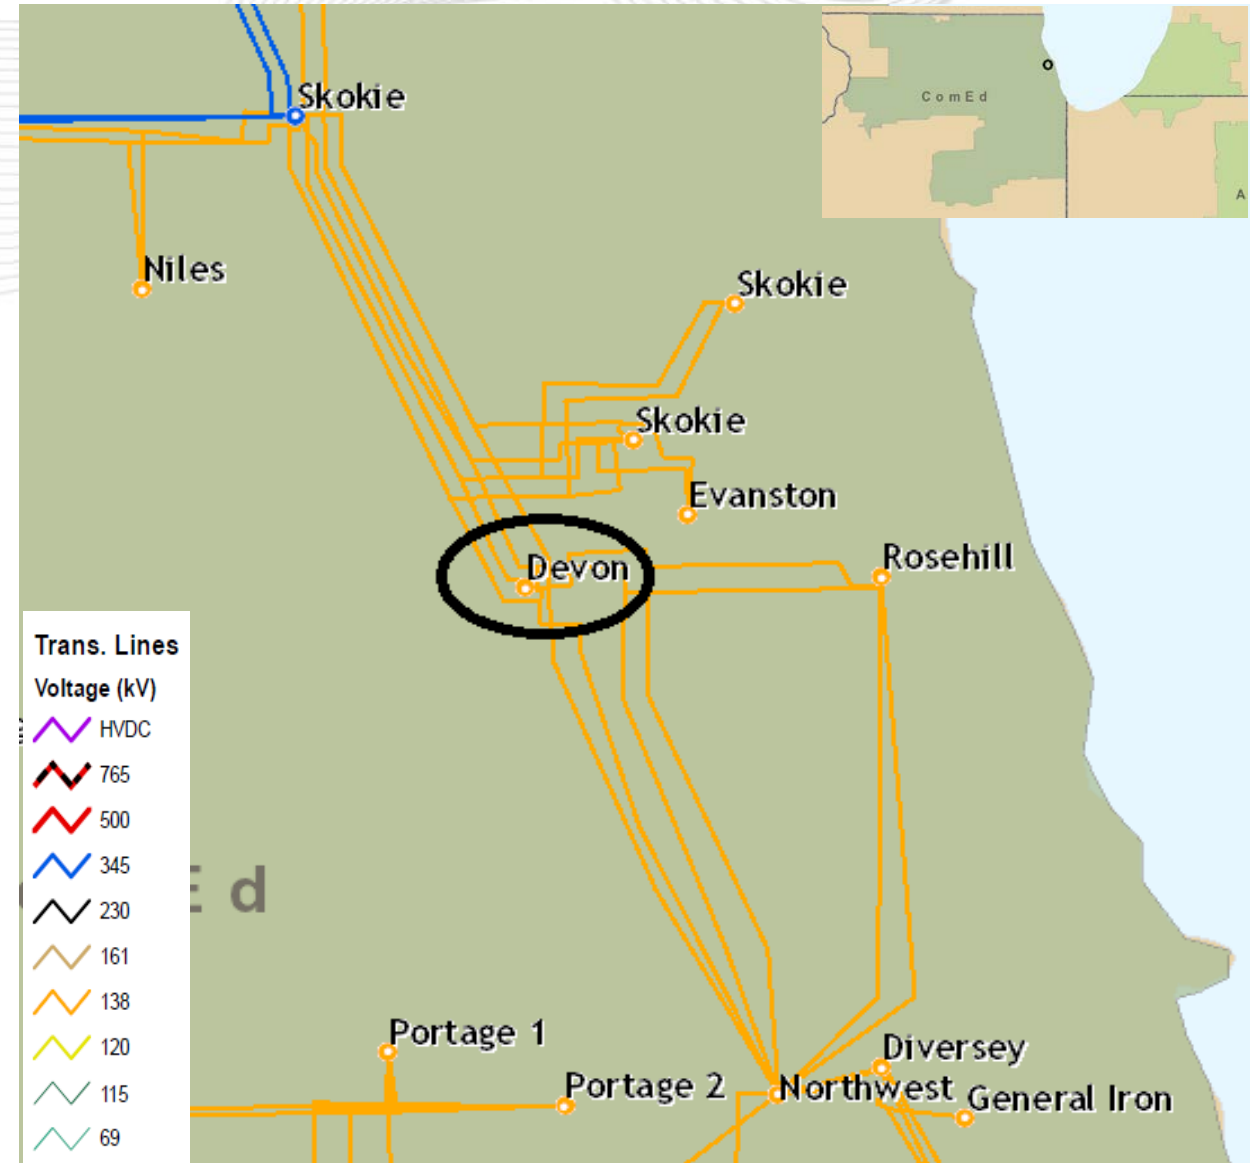 Skokie
ComEd
A
Niles
Skokie
Skokie
Evanston
Devon
Rosehill
Trans. Lines
Voltage (kV)
HVDC
765
500
345
230
161
138
120
115
69
E d
Portage 1
Portage 2
Diversey
Northwest
General Iron